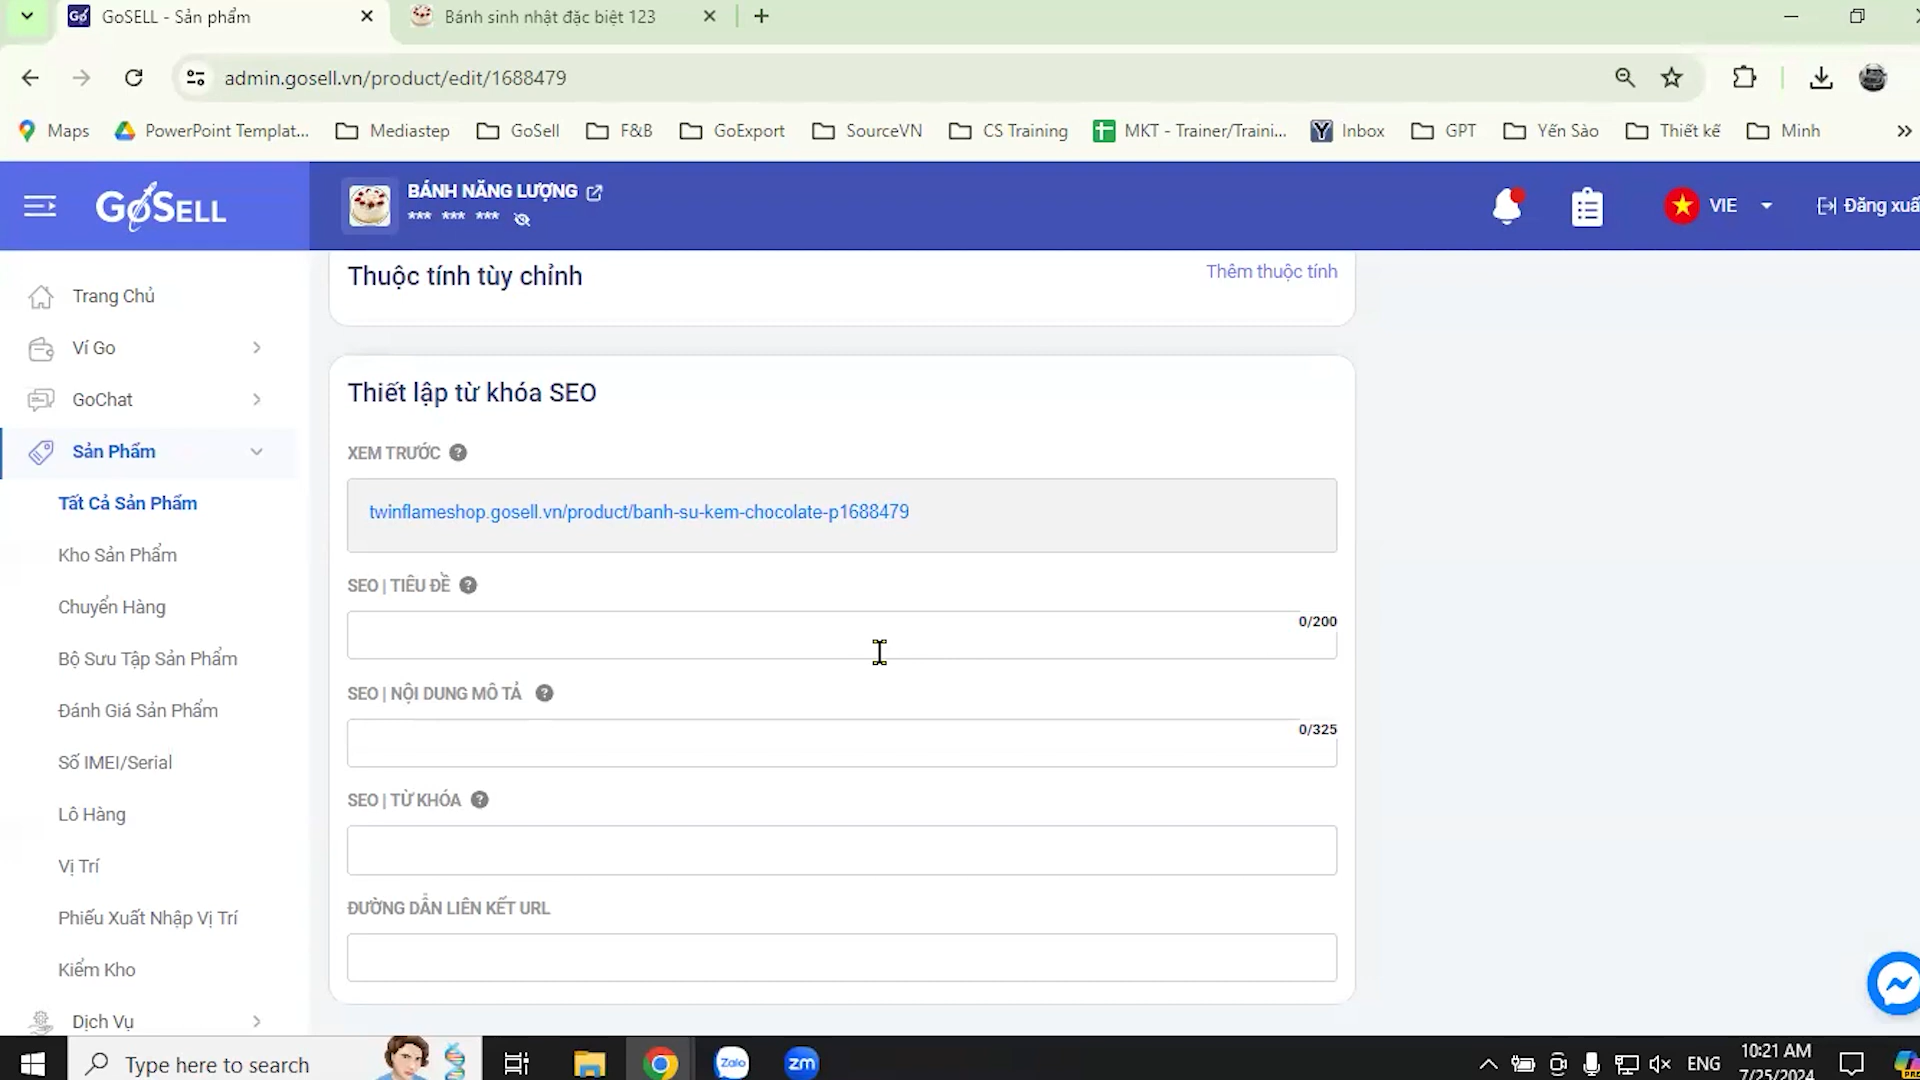 GoSELL - Sản phẩm
Bánh sinh nhật đặc biệt 123
admin.gosell.vn/product/edit/1688479
Maps
PowerPoint Templat...
Mediastep
GoSell
F&B
GoExport
SourceVN
CS Training
MKT - Trainer/Traini...
Inbox
GPT
Yến Sào
Thiết kế
Minh
GOSELL
BÁNH NĂNG LƯỢNG
*** *** ***
VIE
Đăng xuấ
Trang Chủ
Ví Go
GoChat
Sản Phẩm
Tất Cả Sản Phẩm
Kho Sản Phẩm
Chuyển Hàng
Bộ Sưu Tập Sản Phẩm
Đánh Giá Sản Phẩm
Số IMEI/Serial
Lô Hàng
Vị Trí
Phiếu Xuất Nhập Vị Trí
Kiểm Kho
Dịch Vụ
Thuộc tính tùy chỉnh
Thêm thuộc tính
Thiết lập từ khóa SEO
XEM TRƯỚC
twinflameshop.gosell.vn/product/banh-su-kem-chocolate-p1688479
SEO | TIÊU ĐỀ
0/200
SEO | NỘI DUNG MÔ TẢ
0/325
SEO | TỪ KHÓA
ĐƯỜNG DẪN LIÊN KẾT URL
Type here to search
Zalo
zm
ENG
10:21 AM
7/25/2024